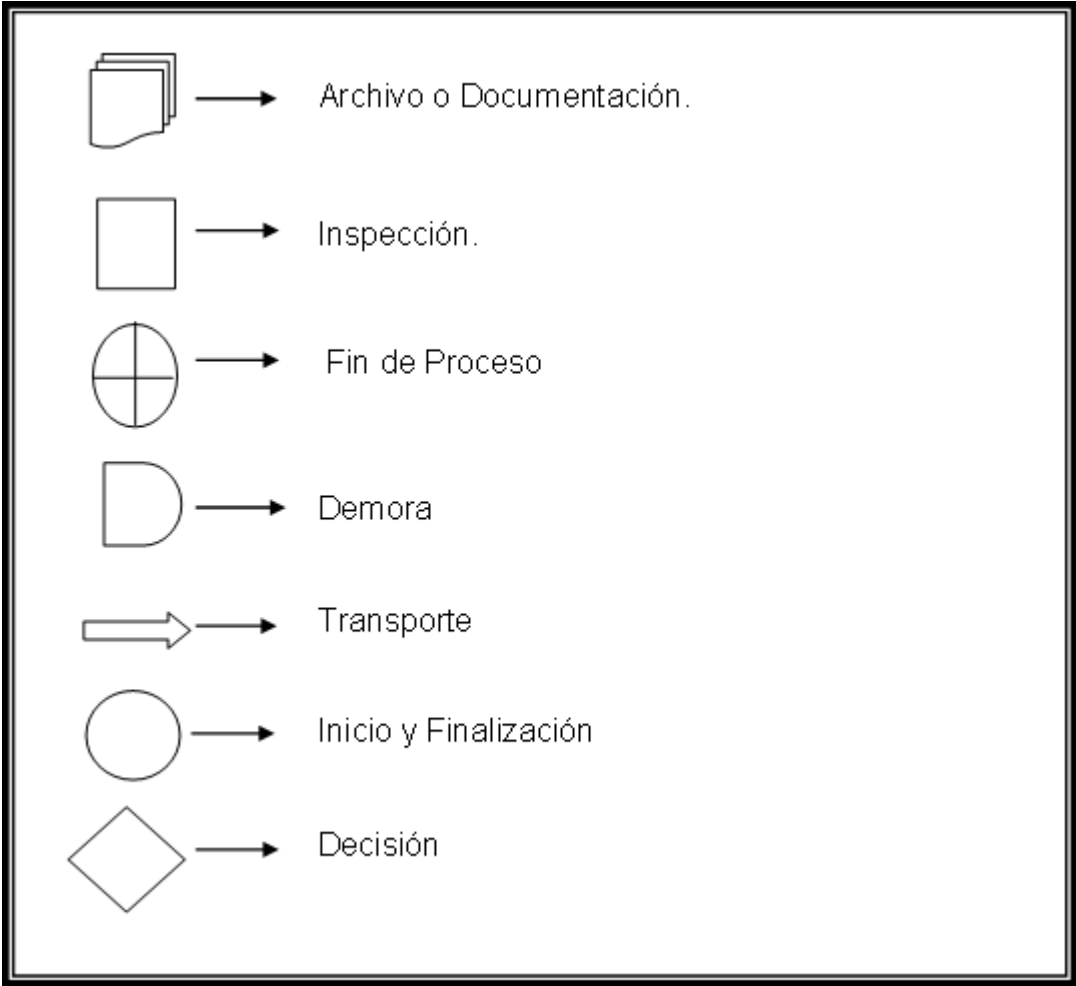 Archivo o Documentación.
Inspección.
Fin de Proceso
Demora
Transporte
Inicio y Finalización
Decisión